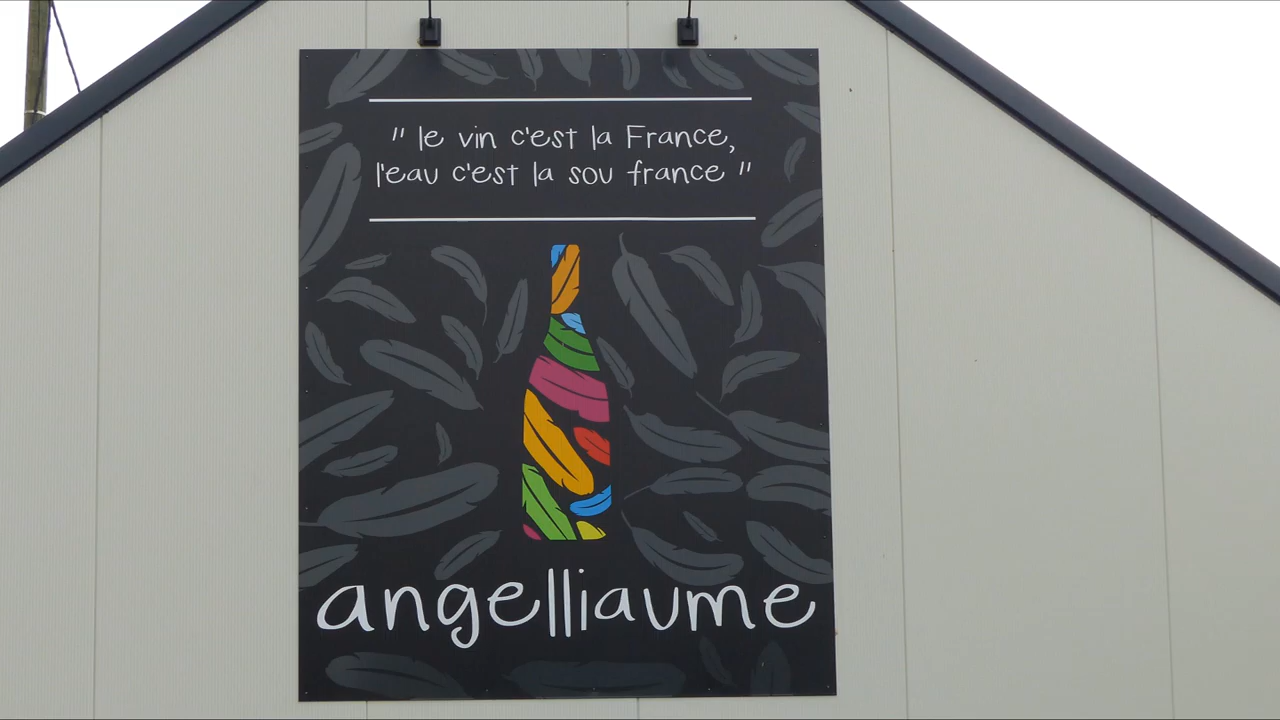 " le vin c'est la France,
l'eau c'est la sou france "
angelliaume